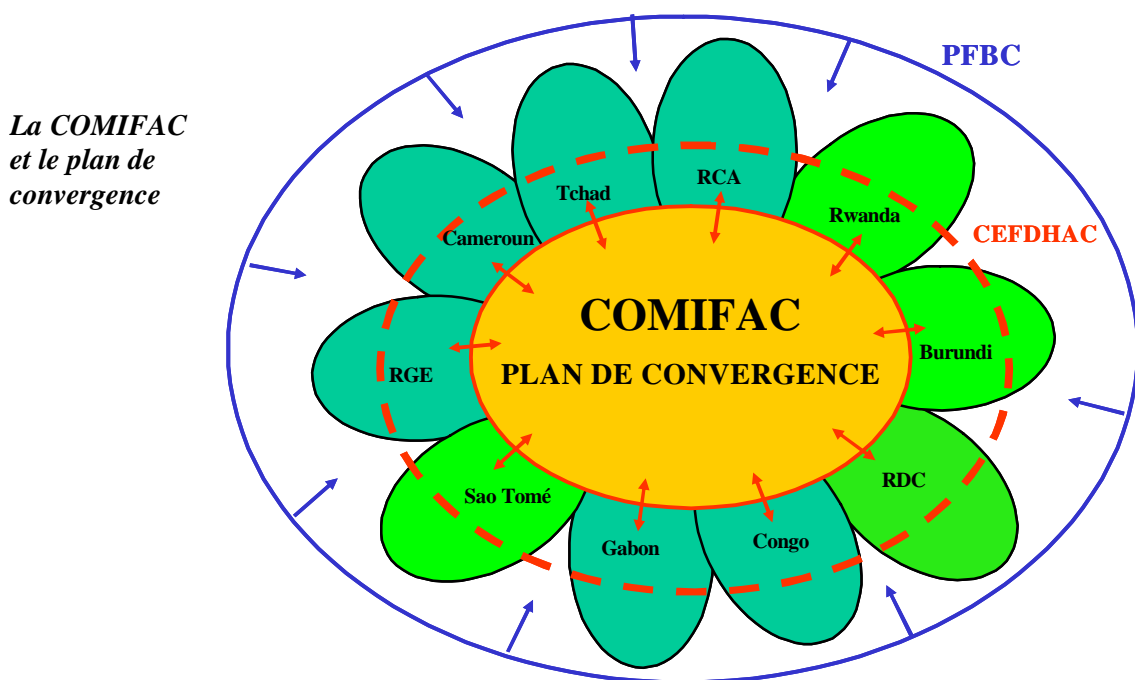 PFBC
La COMIFAC
et le plan de
convergence
RCA
Tchad
Rwanda
Cameroun
CEFDHAC
COMIFAC
PLAN DE CONVERGENCE
Burundi
RGE
RDC
Sao Tomé
Gabon
Congo